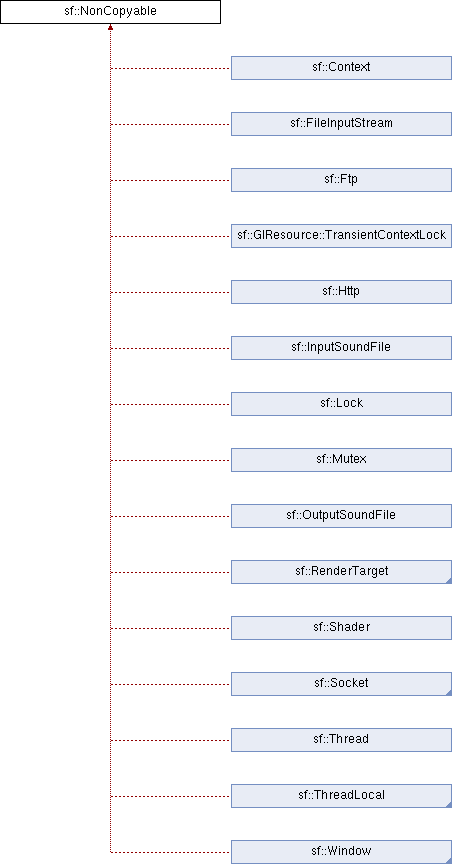 sf::NonCopyable
sf::Context
sf::FileInputStream
sf::Ftp
sf::GlResource::TransientContextLock
sf::Http
sf::InputSoundFile
sf::Lock
sf::Mutex
sf::OutputSoundFile
sf::RenderTarget
sf::Shader
sf::Socket
sf::Thread
sf::ThreadLocal
sf::Window